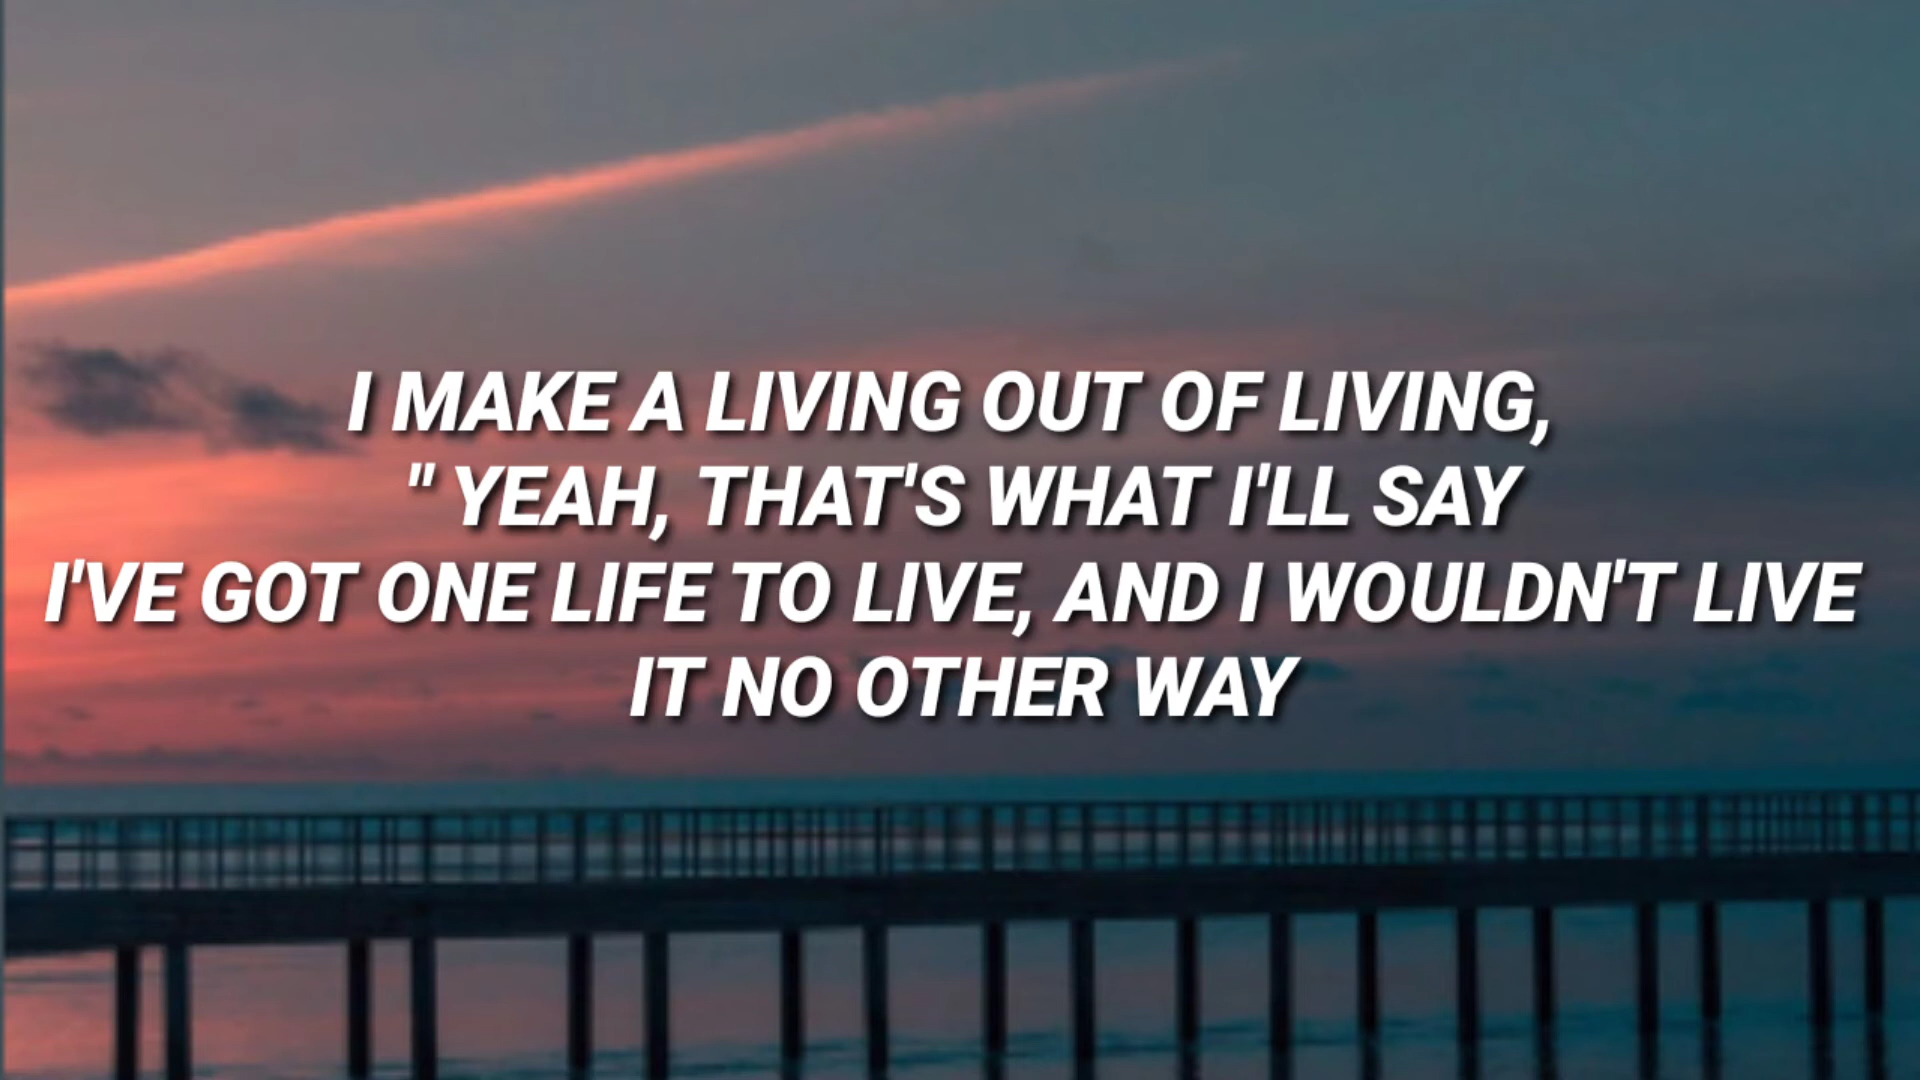 I MAKE A LIVING OUT OF LIVING,
" YEAH, THAT'S WHAT I'LL SAY
I'VE GOT ONE LIFE TO LIVE, AND I WOULDN'T LIVE
IT NO OTHER WAY